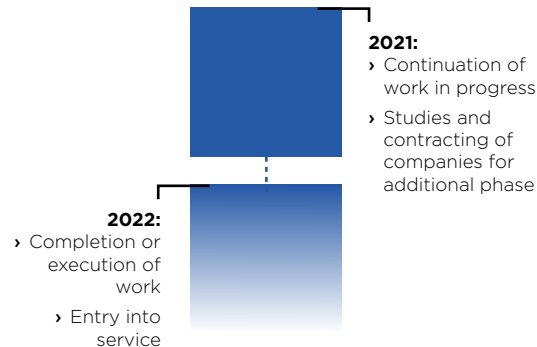 2021:
› Continuation of
work in progress
› Studies and
contracting of
companies for
additional phase
2022:
› Completion or
execution of
work
› Entry into
service